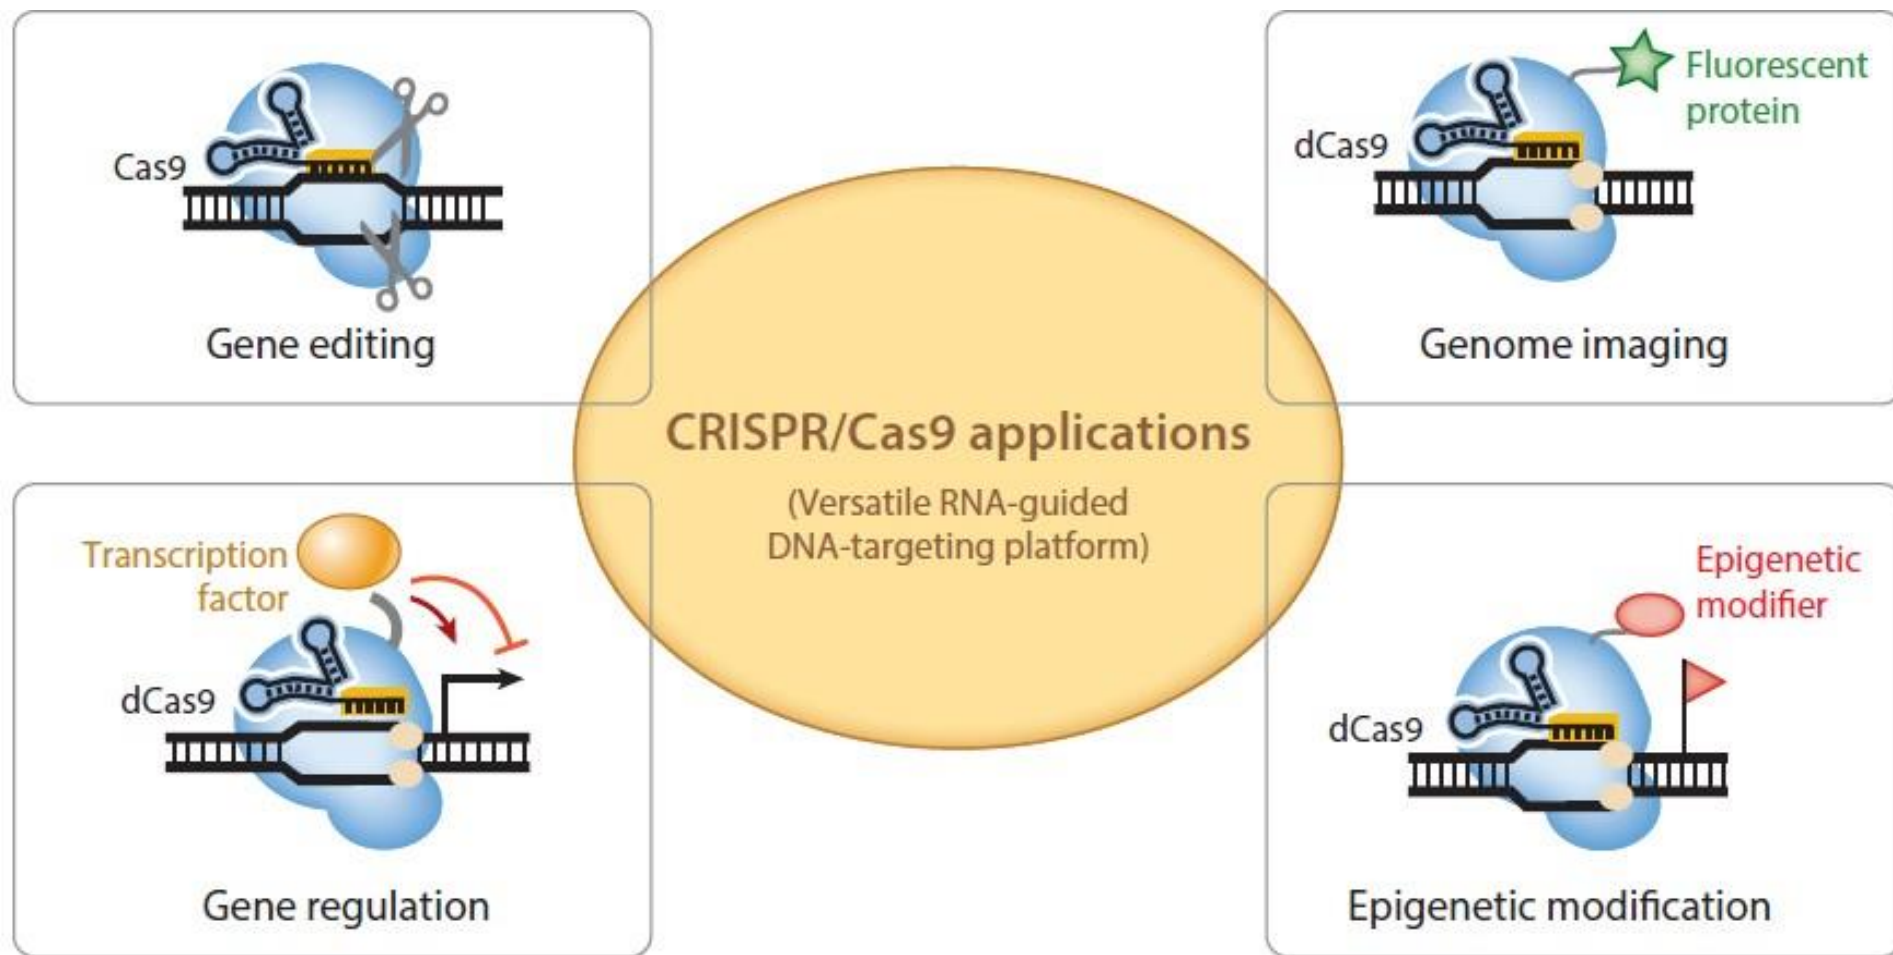 Cas9
Gene editing
Fluorescent
protein
dCas9
Genome imaging
CRISPR/Cas9 applications
(Versatile RNA-guided
DNA-targeting platform)
Transcription
factor
dCas9
Gene regulation
Epigenetic
modifier
dCas9
Epigenetic modification